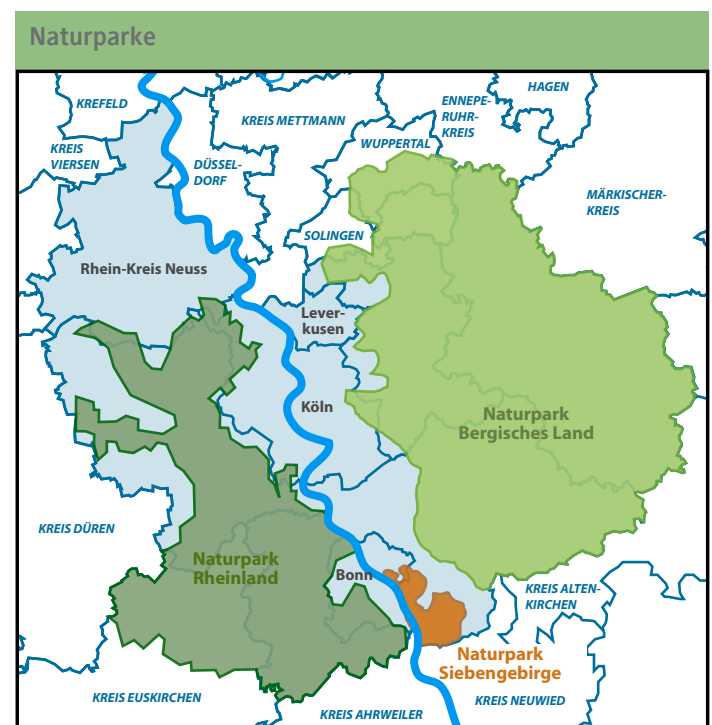 Naturparke
HAGEN
KREFELD
ENNEPE-
RUHR-
KREIS
KREIS METTMANN
WUPPERTAL
KREIS
VIERSEN
DÜSSEL-
DORF
MÄRKISCHER-
KREIS
SOLINGEN
Rhein-Kreis Neuss
Lever-
kusen
Köln
Naturpark
Bergisches Land
KREIS DÜREN
Naturpark
Rheinland
Bonn
KREIS ALTEN-
KIRCHEN
Naturpark
Siebengebirge
KREIS EUSKIRCHEN
KREIS NEUWIED
KREIS AHRWEILER